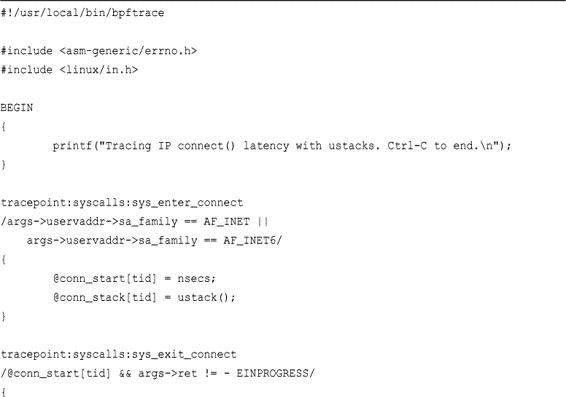 #!/usr/local/bin/bpftrace
#include <asm-generic/errno.h>
#include <linux/in.h>
BEGIN
{
        printf("Tracing IP connect() latency with ustacks. Ctrl-C to end.\n");
}
tracepoint:syscalls:sys_enter_connect
/args->uservaddr->sa_family == AF_INET ||
    args->uservaddr->sa_family == AF_INET6/
{
        @conn_start[tid] = nsecs;
        @conn_stack[tid] = ustack();
}
tracepoint:syscalls:sys_exit_connect
/@conn_start[tid] && args->ret != - EINPROGRESS/
{